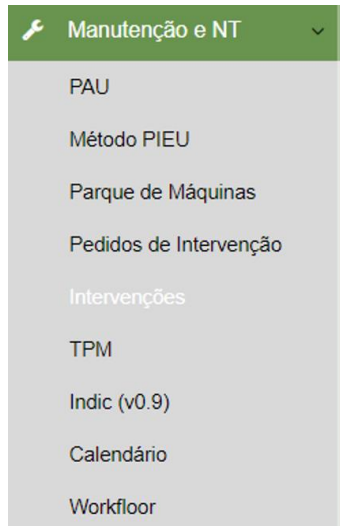 Manutenção e NT
PAU
Método PIEU
Parque de Máquinas
Pedidos de Intervenção
Intervenções
TPM
Indic (v0.9)
Calendário
Workfloor